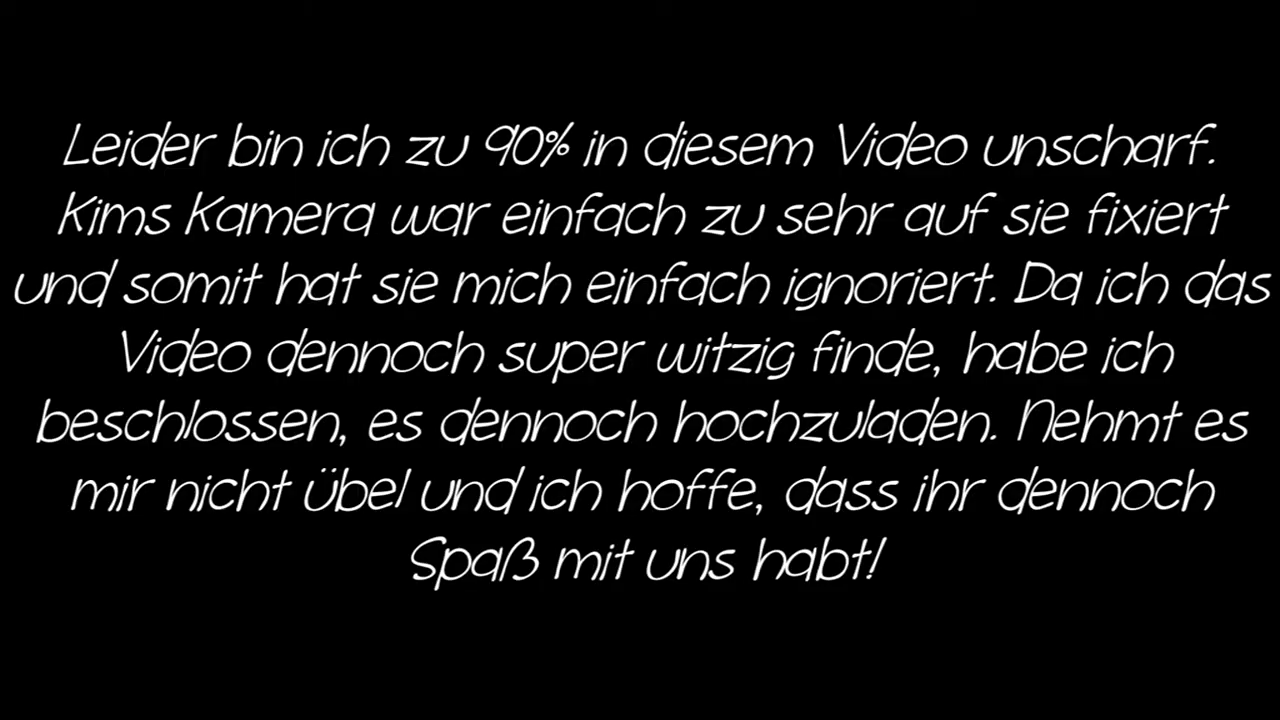 Leider bin ich zu 90% in diesem Video unscharf.
Kims Kamera war einfach zu sehr auf sie fixiert
und somit hat sie mich einfach ignoriert. Da ich das
Video dennoch super witzig finde, habe ich
beschlossen, es dennoch hochzuladen. Nehmt es
mir nicht Übel und ich hoffe, dass ihr dennoch
Spaß mit uns habt!